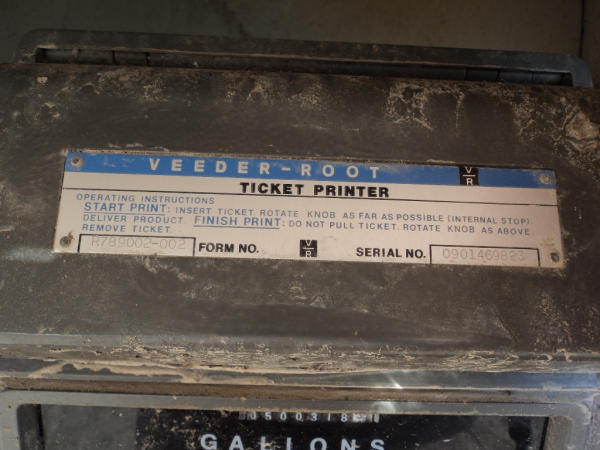 VEEDER-ROOT V/R
TICKET PRINTER
OPERATING INSTRUCTIONS
START PRINT: INSERT TICKET. ROTATE KNOB AS FAR AS POSSIBLE (INTERNAL STOP).
DELIVER PRODUCT FINISH PRINT: DO NOT PULL TICKET. ROTATE KNOB AS ABOVE.
REMOVE TICKET.
R789002-002 FORM NO. V/R SERIAL NO. 0901469823
GALLONS